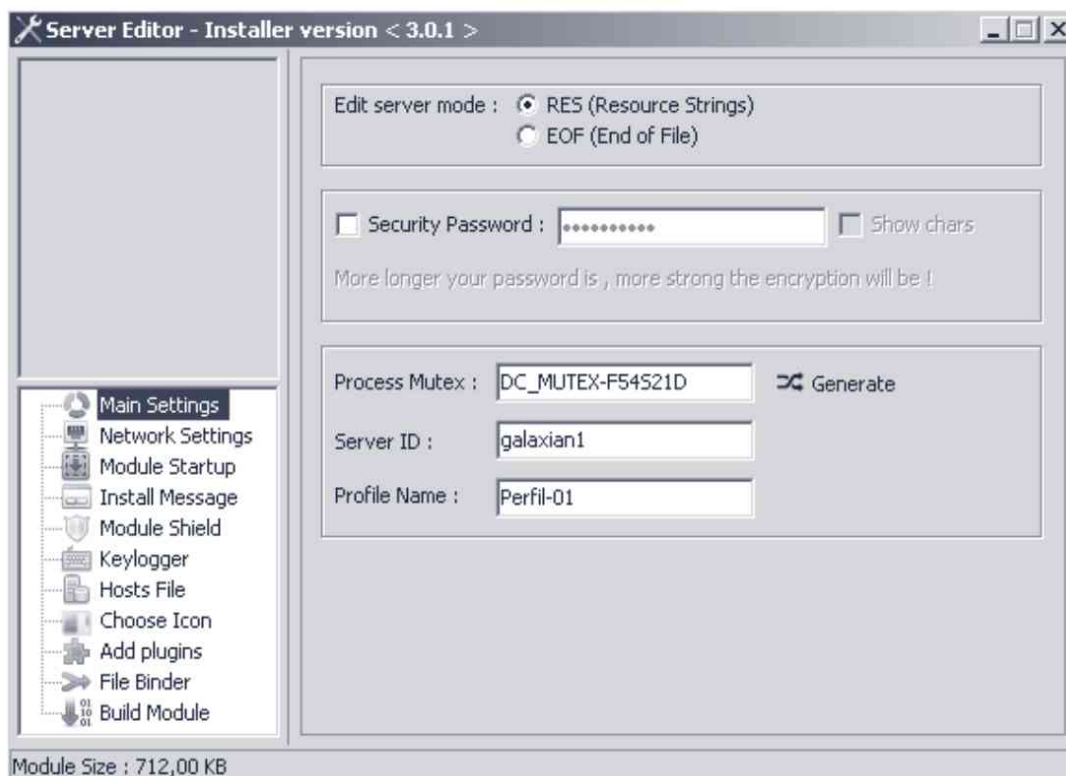 Server Editor - Installer version < 3.0.1 >
Edit server mode : RES (Resource Strings)
EOF (End of File)
Security Password : •••••••••• Show chars
More longer your password is , more strong the encryption will be !
Process Mutex : DC_MUTEX-F54S21D Generate
Server ID : galaxian1
Profile Name : Perfil-01
Main Settings
Network Settings
Module Startup
Install Message
Module Shield
Keylogger
Hosts File
Choose Icon
Add plugins
File Binder
Build Module
Module Size : 712,00 KB